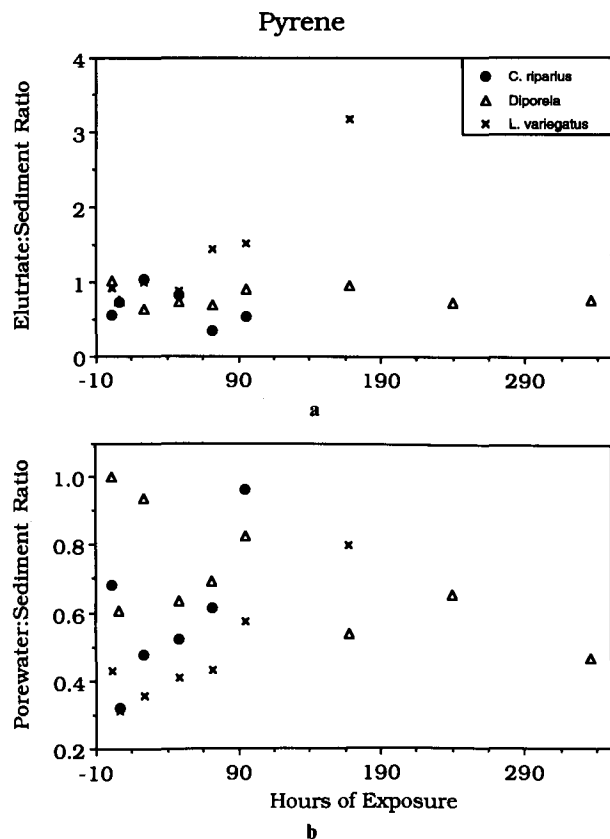 Pyrene
Elutriate:Sediment Ratio
4
3
2
1
0
-10
90
190
290
C. riparius
Diporeia
L. variegatus
a
Porewater:Sediment Ratio
1.0
0.8
0.6
0.4
0.2
-10
90
190
290
Hours of Exposure
b